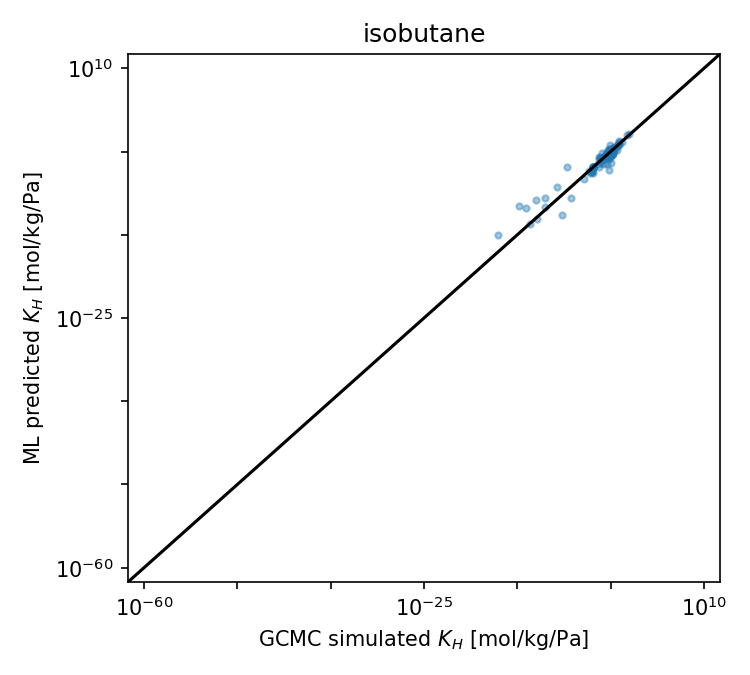 isobutane
10^10
10^-25
10^-60
ML predicted K_H [mol/kg/Pa]
10^-60 10^-25 10^10
GCMC simulated K_H [mol/kg/Pa]